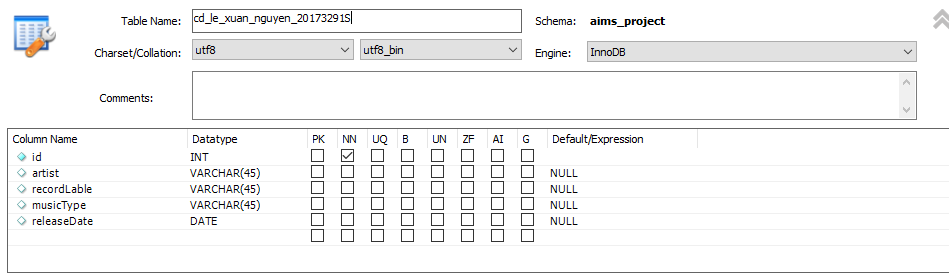 Table Name: cd_le_xuan_nguyen_20173291S Schema: aims_project
Charset/Collation: utf8 utf8_bin Engine: InnoDB
Comments:
Column Name Datatype PK NN UQ B UN ZF AI G Default/Expression
id INT
artist VARCHAR(45) NULL
recordLable VARCHAR(45) NULL
musicType VARCHAR(45) NULL
releaseDate DATE NULL